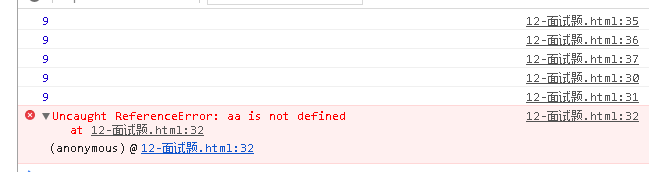 9 12-面试题.html:35
9 12-面试题.html:36
9 12-面试题.html:37
9 12-面试题.html:30
9 12-面试题.html:31
▼Uncaught ReferenceError: aa is not defined 12-面试题.html:32
at 12-面试题.html:32
(anonymous) @ 12-面试题.html:32